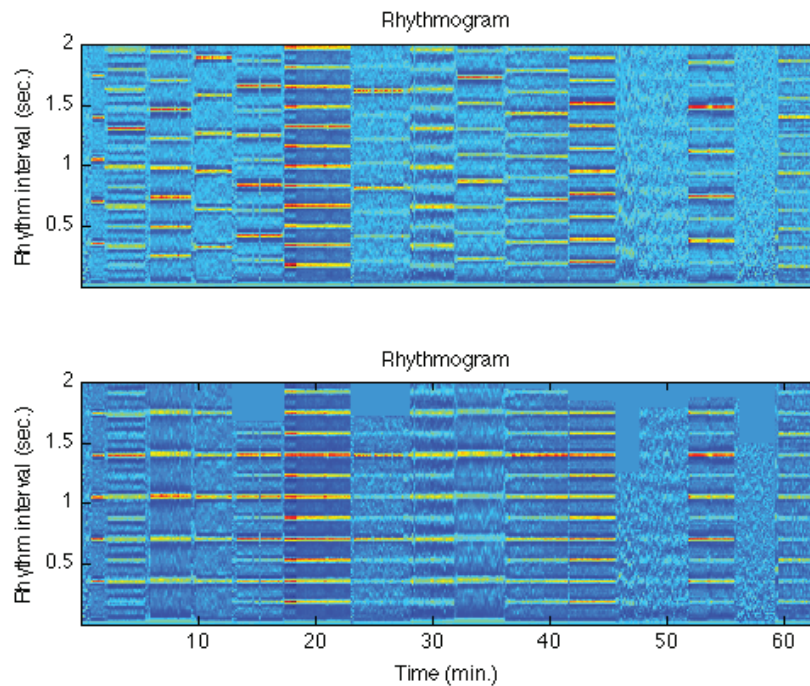 Rhythmogram
2
1.5
1
0.5
Rhythm interval (sec.)
Rhythmogram
2
1.5
1
0.5
Rhythm interval (sec.)
10 20 30 40 50 60
Time (min.)